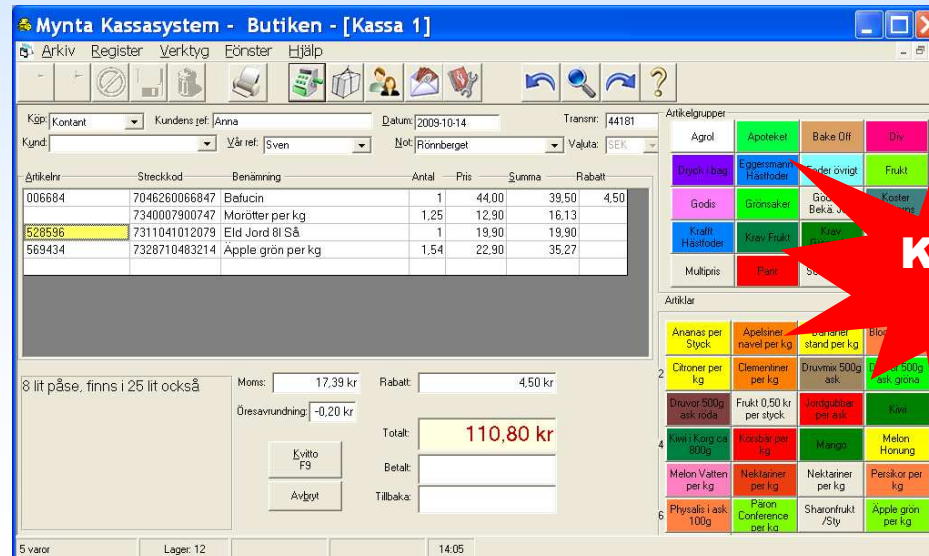 Mynta Kassasystem - Butiken - [Kassa 1]
Arkiv Register Verktyg Fönster Hjälp
Köp: Kontant Kundens ref: Anna Datum: 2009-10-14 Transnr: 44181
Kund: Vår ref: Sven Not: Rönnberget Valuta: SEK
Artikelnr Streckkod Benämning Antal Pris Summa Rabatt
006684 7046260066847 Bafucin 1 44,00 39,50 4,50
7340007900747 Morötter per kg 1,25 12,90 16,13
528596 7311041012079 Eld Jord 8l Så 1 19,90 19,90
569434 7328710483214 Äpple grön per kg 1,54 22,90 35,27
8 lit påse, finns i 25 lit också
Moms: 17,39 kr Rabatt: 4,50 kr
Öresavrundning: -0,20 kr
Totalt: 110,80 kr
Kvitto
F9
Betalt:
Avbryt Tillbaka:
5 varor Lager: 12 14:05
Artikelgrupper
Agrol Apoteket Bake Off Div
Dryck i bag Eggersmann Hästfoder Foder övrigt Frukt
Godis Grönsaker Koster
Bekä.
Krafft Hästfoder Krav Frukt Krav
Multipris Pant
K
Artiklar
Ananas per Styck Apelsiner navel per kg Bananer stand per kg
2 Citroner per kg Clementiner per kg Druvmix 500g ask 500g ask gröna
Druvor 500g ask röda Frukt 0,50 kr per styck Jordgubbar per ask Kiwi
4 Kiwi i Korg ca 800g Körsbär per kg Mango Melon Honung
Melon Vatten per kg Nektariner per kg Nektariner per kg Persikor per kg
6 Physalis i ask 100g Päron Conference per kg Sharonfrukt /Sty Äpple grön per kg